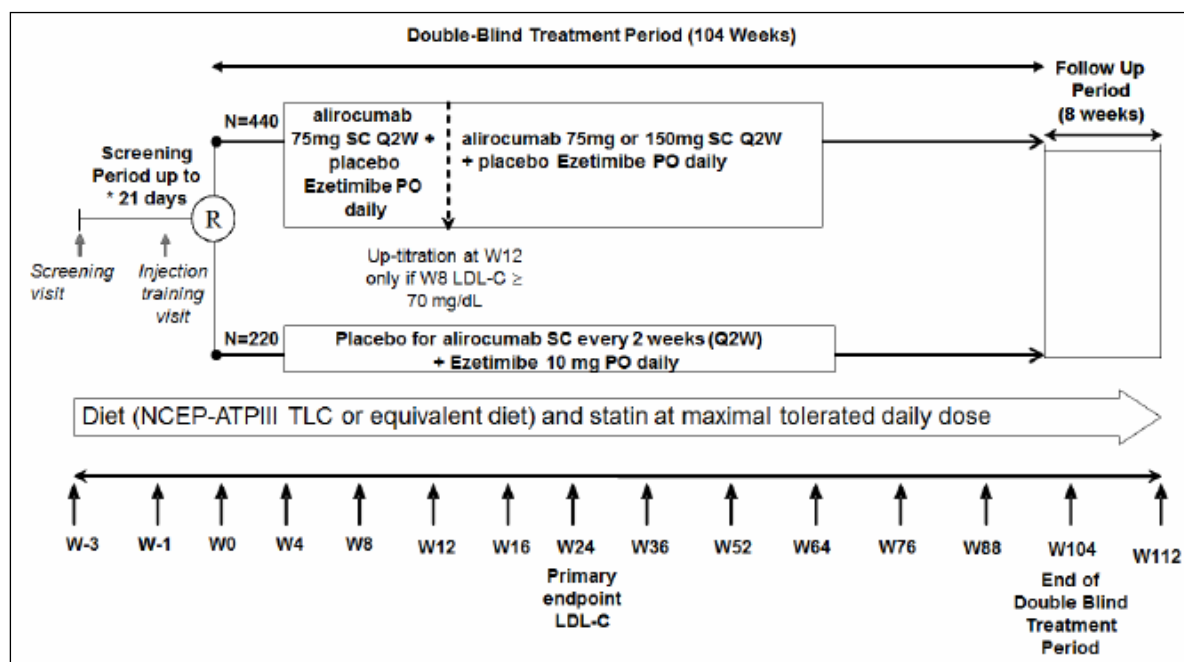 Double-Blind Treatment Period (104 Weeks)
Follow Up
Period
(8 weeks)
N=440
alirocumab
75mg SC Q2W +
placebo
Ezetimibe PO
daily
alirocumab 75mg or 150mg SC Q2W
+ placebo Ezetimibe PO daily
Screening
Period up to
* 21 days
R
Screening
visit
Injection
training
visit
Up-titration at W12
only if W8 LDL-C ≥
70 mg/dL
N=220
Placebo for alirocumab SC every 2 weeks (Q2W)
+ Ezetimibe 10 mg PO daily
Diet (NCEP-ATPIII TLC or equivalent diet) and statin at maximal tolerated daily dose
W-3 W-1 W0 W4 W8 W12 W16 W24 W36 W52 W64 W76 W88 W104 W112
Primary
endpoint
LDL-C
End of
Double Blind
Treatment
Period